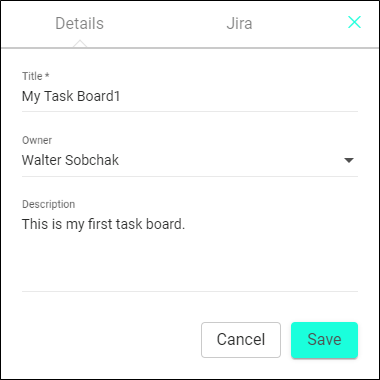 Details Jira
Title *
My Task Board1
Owner
Walter Sobchak
Description
This is my first task board.
Cancel Save